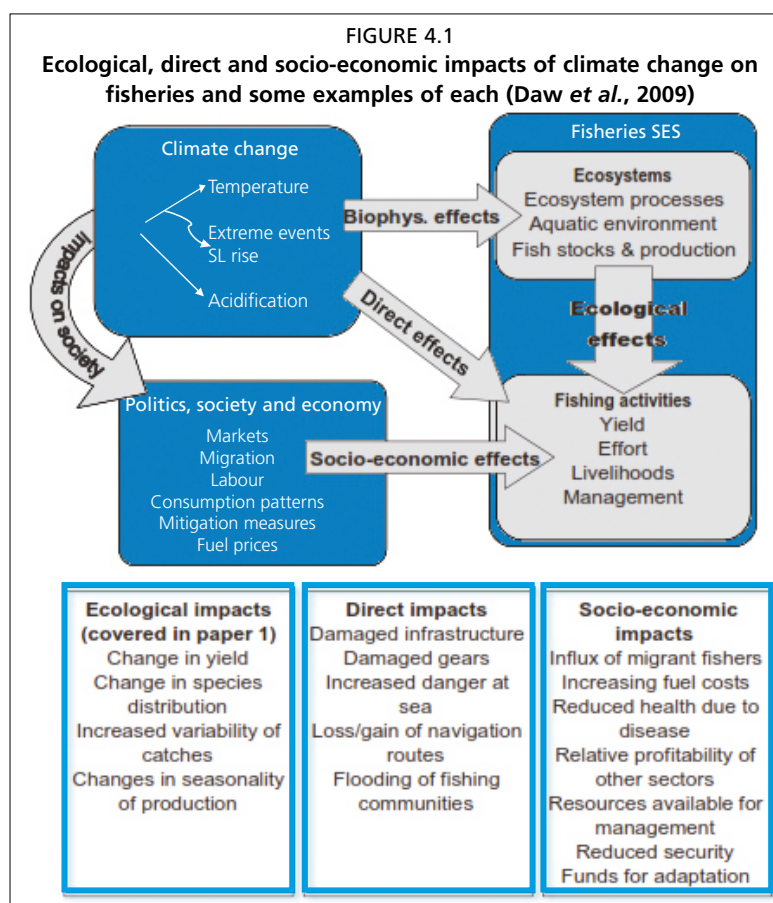 FIGURE 4.1
Ecological, direct and socio-economic impacts of climate change on
fisheries and some examples of each (Daw et al., 2009)
Climate change
Temperature
Extreme events
SL rise
Acidification
Impacts on society
Biophys. effects
Direct effects
Fisheries SES
Ecosystems
Ecosystem processes
Aquatic environment
Fish stocks & production
Ecological
effects
Politics, society and economy
Markets
Migration
Labour
Consumption patterns
Mitigation measures
Fuel prices
Socio-economic effects
Fishing activities
Yield
Effort
Livelihoods
Management
Ecological impacts
(covered in paper 1)
Change in yield
Change in species
distribution
Increased variability of
catches
Changes in seasonality
of production
Direct impacts
Damaged infrastructure
Damaged gears
Increased danger at
sea
Loss/gain of navigation
routes
Flooding of fishing
communities
Socio-economic
impacts
Influx of migrant fishers
Increasing fuel costs
Reduced health due to
disease
Relative profitability of
other sectors
Resources available for
management
Reduced security
Funds for adaptation